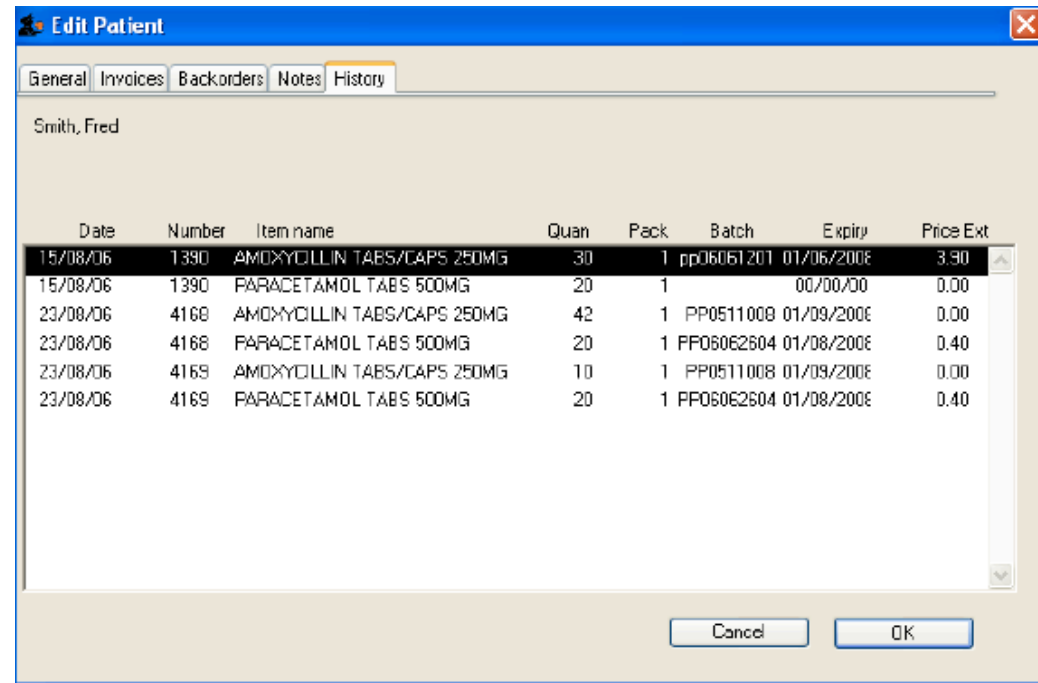 Edit Patient
General Invoices Backorders Notes History
Smith, Fred
Date Number Item name Quan Pack Batch Expiry Price Ext
15/08/06 1390 AMOXYCILLIN TABS/CAPS 250MG 30 1 pp06061201 01/06/2008 3.90
15/08/06 1390 PARACETAMOL TABS 500MG 20 1 00/00/00 0.00
23/08/06 4168 AMOXYCILLIN TABS/CAPS 250MG 42 1 PP0511008 01/09/2008 0.00
23/08/06 4168 PARACETAMOL TABS 500MG 20 1 PP06062604 01/08/2008 0.40
23/08/06 4169 AMOXYCILLIN TABS/CAPS 250MG 10 1 PP0511008 01/09/2008 0.00
23/08/06 4169 PARACETAMOL TABS 500MG 20 1 PP06062604 01/08/2008 0.40
Cancel OK